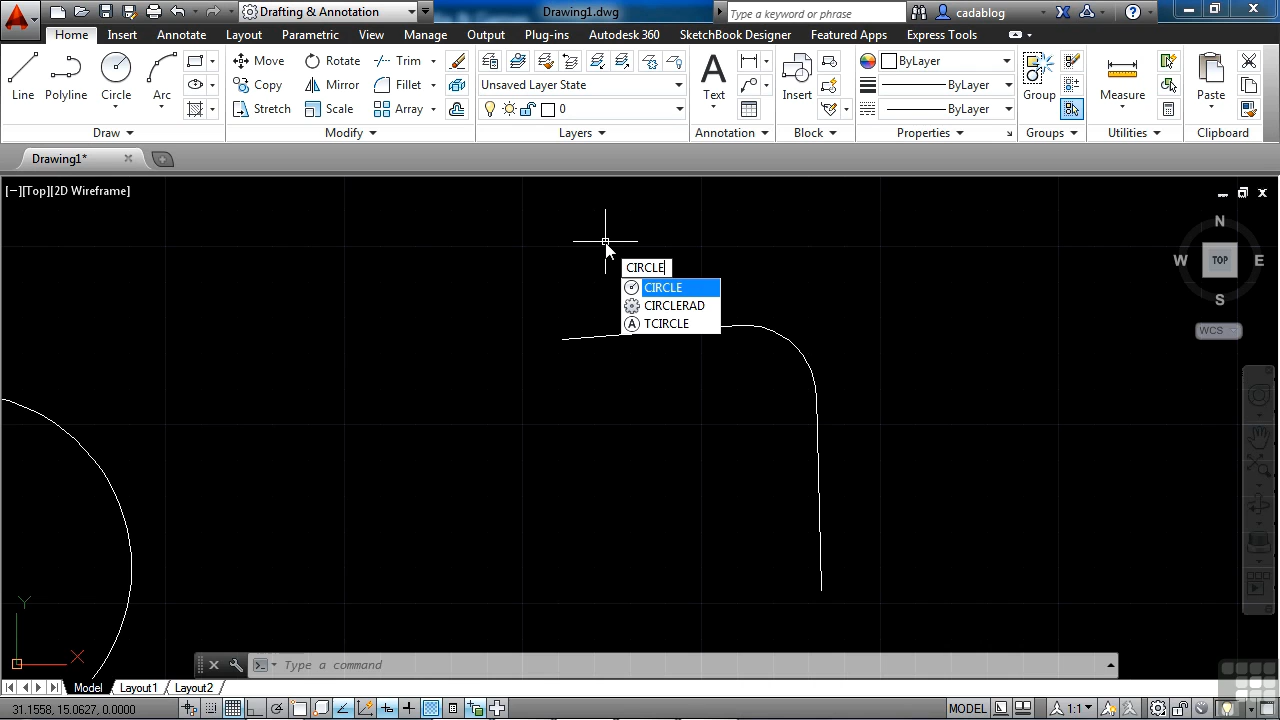 Drafting & Annotation
Drawing1.dwg
Type a keyword or phrase
cadablog
Home Insert Annotate Layout Parametric View Manage Output Plug-ins Autodesk 360 SketchBook Designer Featured Apps Express Tools
Line Polyline Circle Arc
Move Rotate Trim
Copy Mirror Fillet
Stretch Scale Array
Unsaved Layer State
0
Text
Insert
ByLayer
ByLayer
ByLayer
Group
Measure
Paste
Draw Modify Layers Annotation Block Properties Groups Utilities Clipboard
Drawing1*
[−][Top][2D Wireframe]
N
W TOP E
S
WCS
CIRCLE
CIRCLE
CIRCLERAD
TCIRCLE
Y
X
Type a command
Model Layout1 Layout2
31.1558, 15.0627, 0.0000
MODEL
1:1